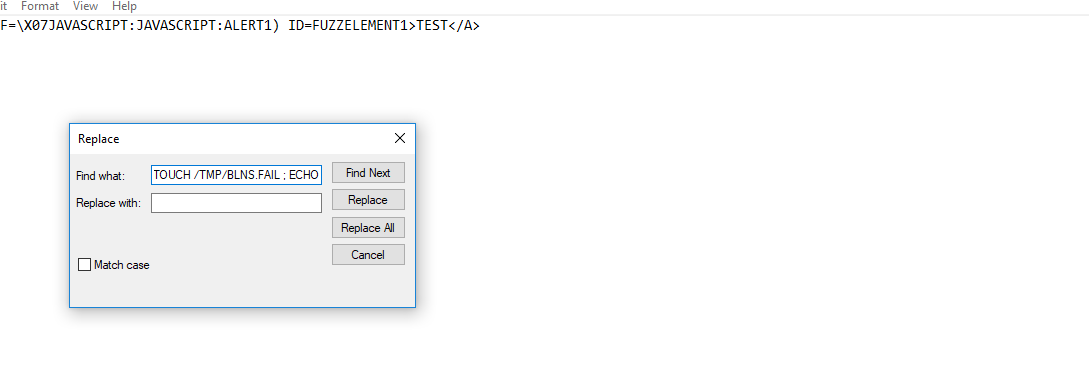 it Format View Help
F=\X07JAVASCRIPT:JAVASCRIPT:ALERT1) ID=FUZZELEMENT1>TEST</A>
Replace
Find what: TOUCH /TMP/BLNS.FAIL ; ECHO Find Next
Replace with: Replace
Replace All
Cancel
Match case